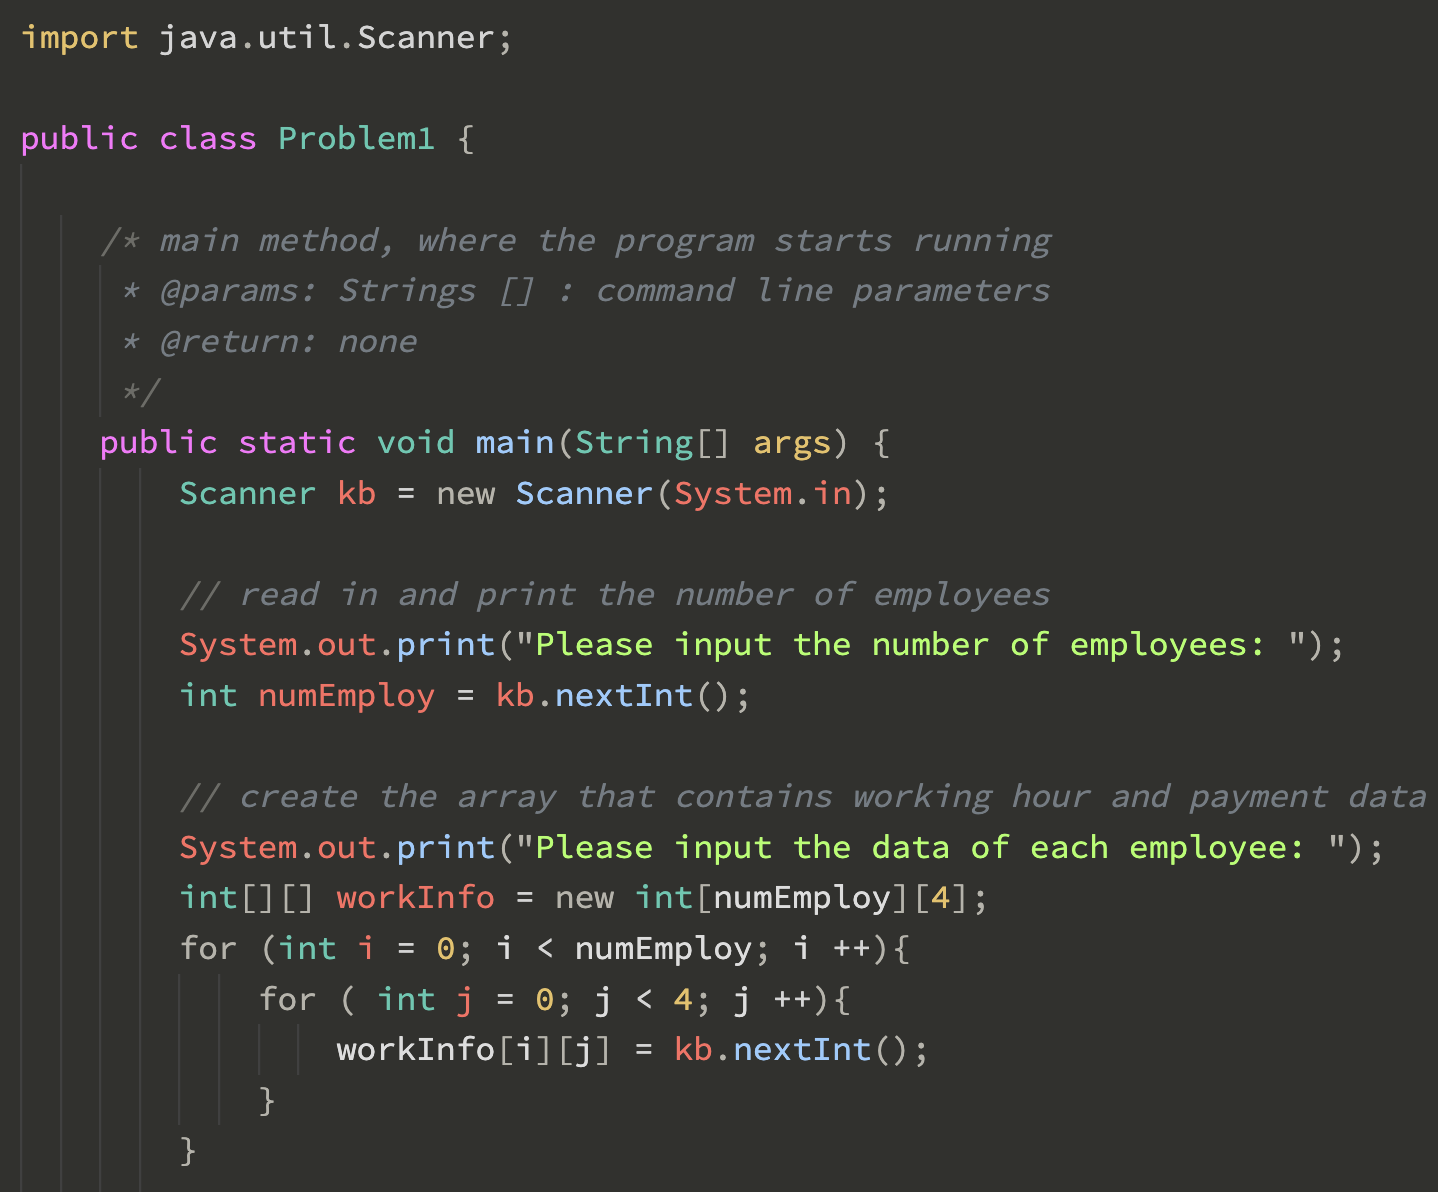 import java.util.Scanner;
public class Problem1 {
/* main method, where the program starts running
* @params: Strings [] : command line parameters
* @return: none
*/
public static void main(String[] args) {
Scanner kb = new Scanner(System.in);
// read in and print the number of employees
System.out.print("Please input the number of employees: ");
int numEmploy = kb.nextInt();
// create the array that contains working hour and payment data
System.out.print("Please input the data of each employee: ");
int[][] workInfo = new int[numEmploy][4];
for (int i = 0; i < numEmploy; i ++){
for ( int j = 0; j < 4; j ++){
workInfo[i][j] = kb.nextInt();
}
}